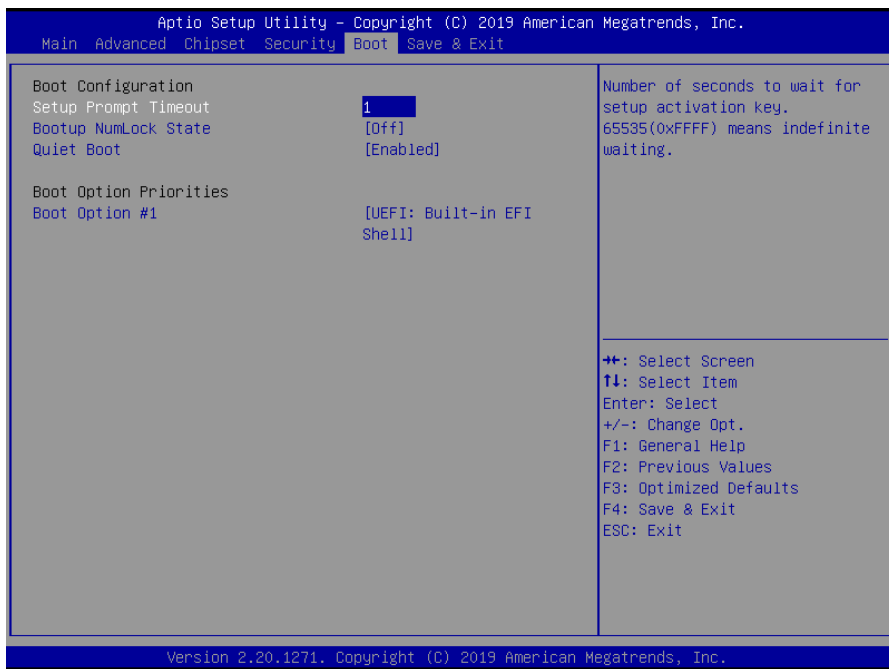 Aptio Setup Utility – Copyright (C) 2019 American Megatrends, Inc.
Main Advanced Chipset Security Boot Save & Exit
Boot Configuration
Setup Prompt Timeout 1
Bootup NumLock State [Off]
Quiet Boot [Enabled]
Boot Option Priorities
Boot Option #1 [UEFI: Built-in EFI
Shell]
Number of seconds to wait for
setup activation key.
65535(0xFFFF) means indefinite
waiting.
→←: Select Screen
↑↓: Select Item
Enter: Select
+/-: Change Opt.
F1: General Help
F2: Previous Values
F3: Optimized Defaults
F4: Save & Exit
ESC: Exit
Version 2.20.1271. Copyright (C) 2019 American Megatrends, Inc.